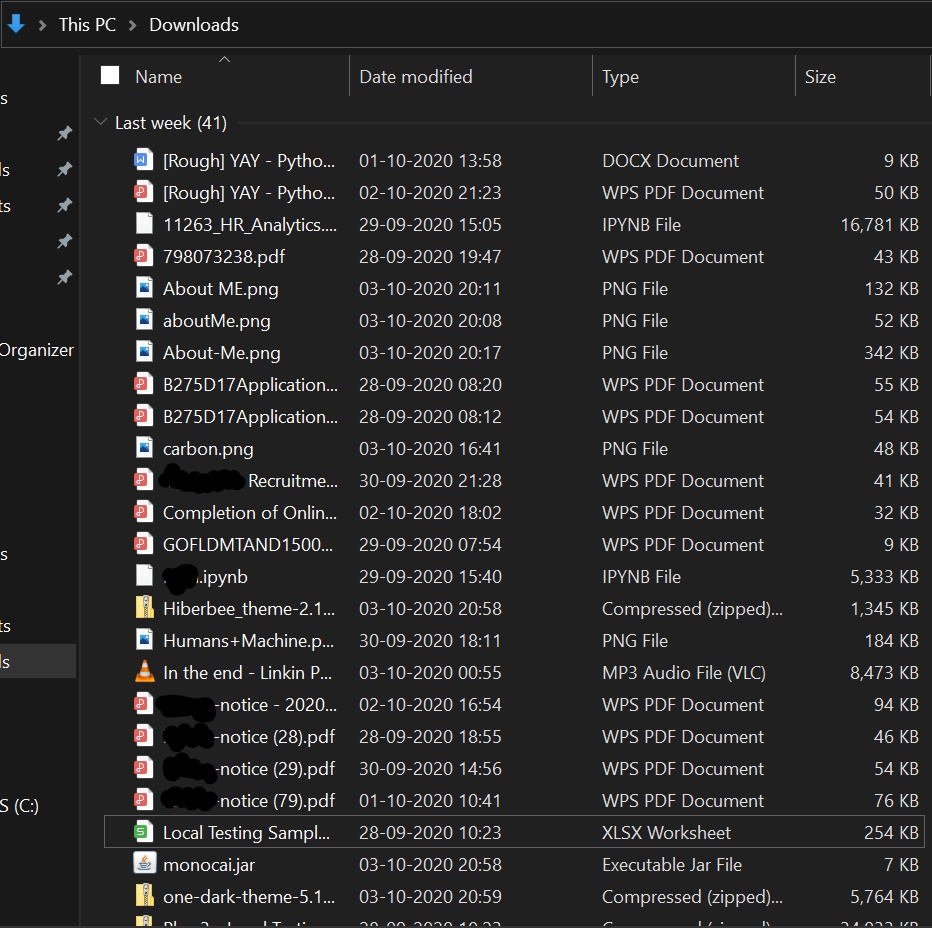 This PC > Downloads
Name Date modified Type Size
s
Last week (41)
[Rough] YAY - Pytho... 01-10-2020 13:58 DOCX Document 9 KB
ls [Rough] YAY - Pytho... 02-10-2020 21:23 WPS PDF Document 50 KB
ts 11263_HR_Analytics.... 29-09-2020 15:05 IPYNB File 16,781 KB
798073238.pdf 28-09-2020 19:47 WPS PDF Document 43 KB
About ME.png 03-10-2020 20:11 PNG File 132 KB
aboutMe.png 03-10-2020 20:08 PNG File 52 KB
Organizer About-Me.png 03-10-2020 20:17 PNG File 342 KB
B275D17Application... 28-09-2020 08:20 WPS PDF Document 55 KB
B275D17Application... 28-09-2020 08:12 WPS PDF Document 54 KB
carbon.png 03-10-2020 16:41 PNG File 48 KB
Recruitme... 30-09-2020 21:28 WPS PDF Document 41 KB
Completion of Onlin... 02-10-2020 18:02 WPS PDF Document 32 KB
s GOFLDMTAND1500... 29-09-2020 07:54 WPS PDF Document 9 KB
.ipynb 29-09-2020 15:40 IPYNB File 5,333 KB
Hiberbee_theme-2.1... 03-10-2020 20:58 Compressed (zipped)... 1,345 KB
ts Humans+Machine.p... 30-09-2020 18:11 PNG File 184 KB
ls In the end - Linkin P... 03-10-2020 00:55 MP3 Audio File (VLC) 8,473 KB
-notice - 2020... 02-10-2020 16:54 WPS PDF Document 94 KB
-notice (28).pdf 28-09-2020 18:55 WPS PDF Document 46 KB
-notice (29).pdf 30-09-2020 14:56 WPS PDF Document 54 KB
S (C:) -notice (79).pdf 01-10-2020 10:41 WPS PDF Document 76 KB
Local Testing Sampl... 28-09-2020 10:23 XLSX Worksheet 254 KB
monocai.jar 03-10-2020 20:58 Executable Jar File 7 KB
one-dark-theme-5.1... 03-10-2020 20:59 Compressed (zipped)... 5,764 KB